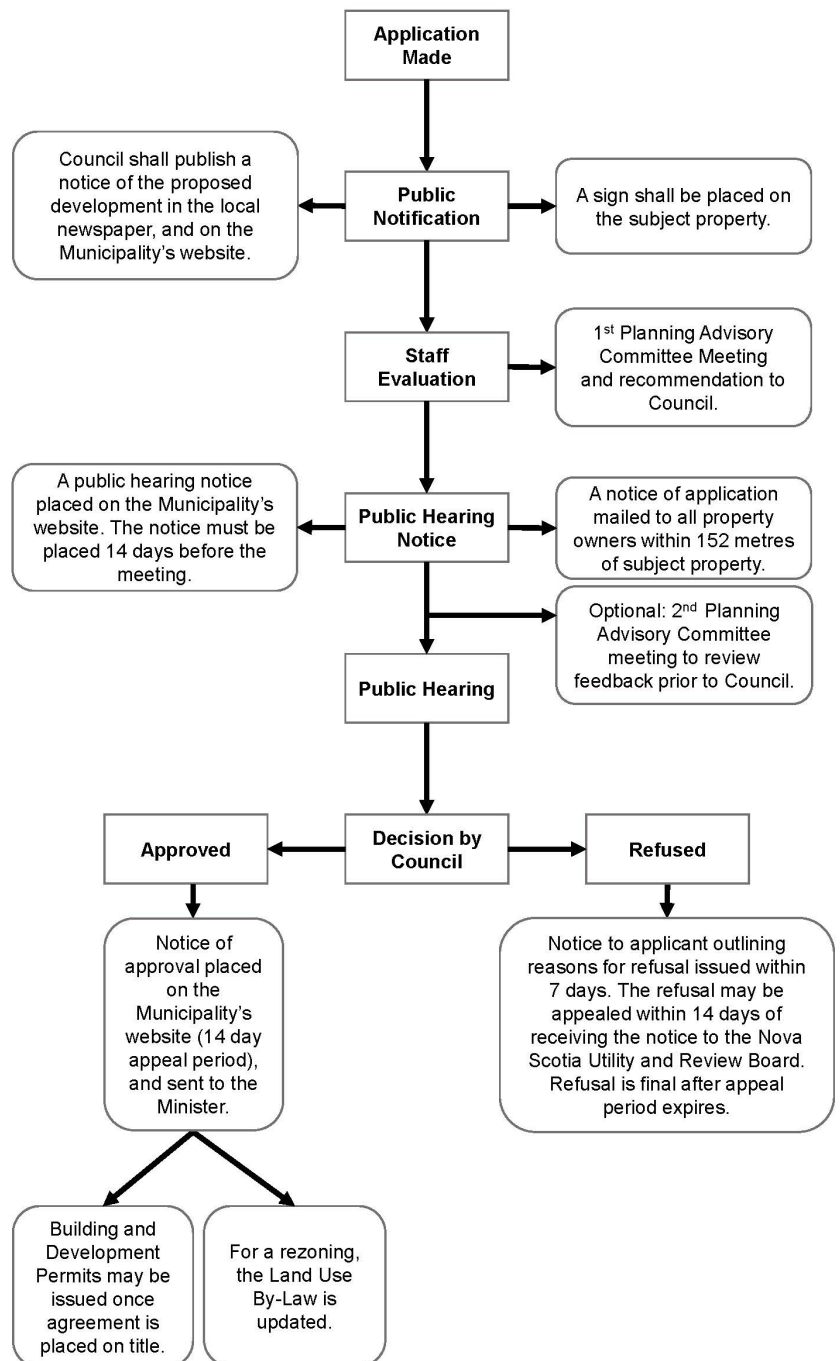 Application
Made
Council shall publish a
notice of the proposed
development in the local
newspaper, and on the
Municipality's website.
Public
Notification
A sign shall be placed on
the subject property.
Staff
Evaluation
1st Planning Advisory
Committee Meeting
and recommendation to
Council.
A public hearing notice
placed on the Municipality's
website. The notice must be
placed 14 days before the
meeting.
Public Hearing
Notice
A notice of application
mailed to all property
owners within 152 metres
of subject property.
Optional: 2nd Planning
Advisory Committee
meeting to review
feedback prior to Council.
Public Hearing
Approved
Decision by
Council
Refused
Notice of
approval placed
on the
Municipality's
website (14 day
appeal period),
and sent to the
Minister.
Notice to applicant outlining
reasons for refusal issued within
7 days. The refusal may be
appealed within 14 days of
receiving the notice to the Nova
Scotia Utility and Review Board.
Refusal is final after appeal
period expires.
Building and
Development
Permits may be
issued once
agreement is
placed on title.
For a rezoning,
the Land Use
By-Law is
updated.